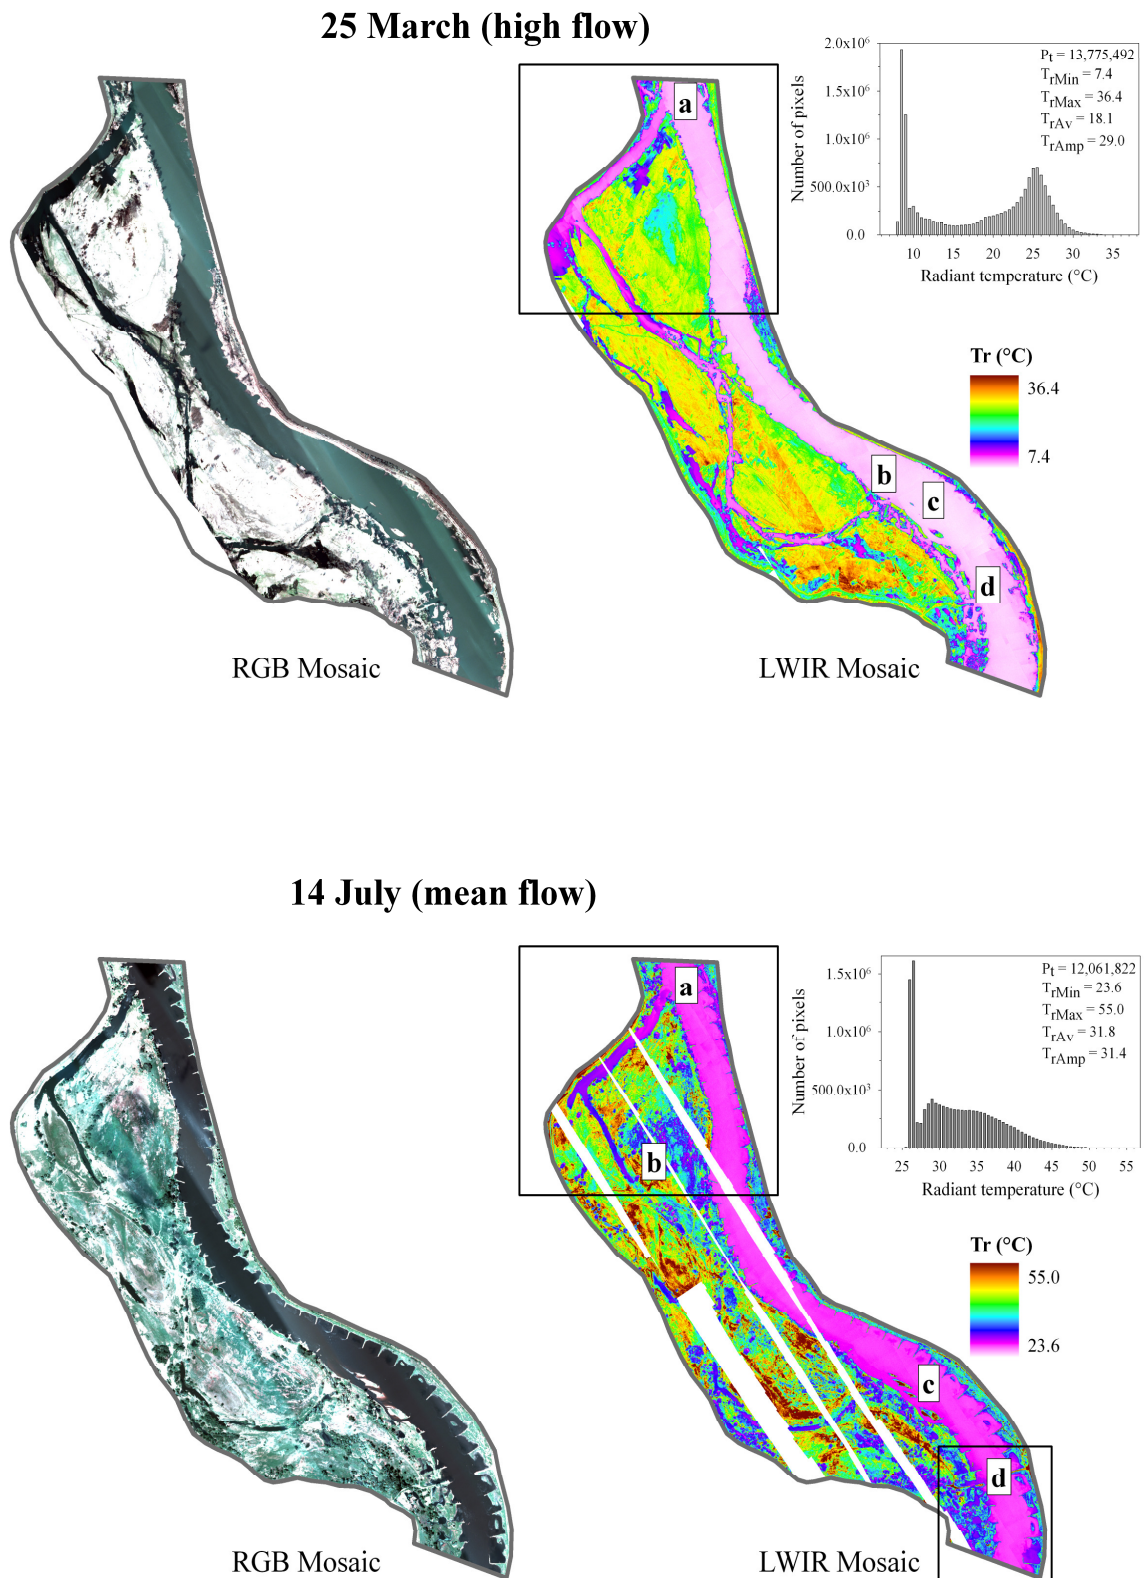 25 March (high flow)
2.0x10⁶
1.5x10⁶
1.0x10⁶
500.0x10³
0.0
Number of pixels
10 15 20 25 30 35
Radiant temperature (°C)
Pt = 13,775,492
TrMin = 7.4
TrMax = 36.4
TrAv = 18.1
TrAmp = 29.0
a
Tr (°C)
36.4
7.4
b
c
d
RGB Mosaic
LWIR Mosaic
14 July (mean flow)
1.5x10⁶
1.0x10⁶
500.0x10³
0.0
Number of pixels
25 30 35 40 45 50 55
Radiant temperature (°C)
Pt = 12,061,822
TrMin = 23.6
TrMax = 55.0
TrAv = 31.8
TrAmp = 31.4
a
b
Tr (°C)
55.0
23.6
c
d
RGB Mosaic
LWIR Mosaic